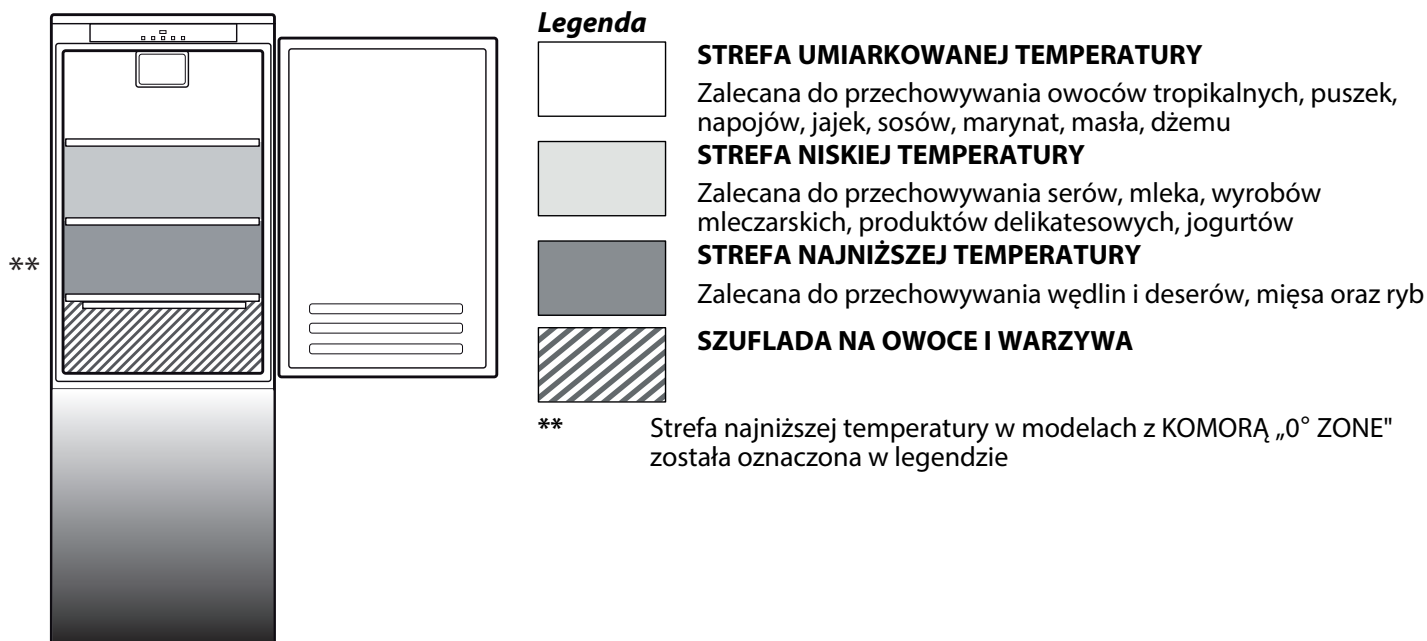 Legenda
STREFA UMIARKOWANEJ TEMPERATURY
Zalecana do przechowywania owoców tropikalnych, puszek,
napojów, jajek, sosów, marynat, masła, dżemu
STREFA NISKIEJ TEMPERATURY
Zalecana do przechowywania serów, mleka, wyrobów
mleczarskich, produktów delikatesowych, jogurtów
STREFA NAJNIŻSZEJ TEMPERATURY
Zalecana do przechowywania wędlin i deserów, mięsa oraz ryb
SZUFLADA NA OWOCE I WARZYWA
**
** Strefa najniższej temperatury w modelach z KOMORĄ „0° ZONE"
została oznaczona w legendzie